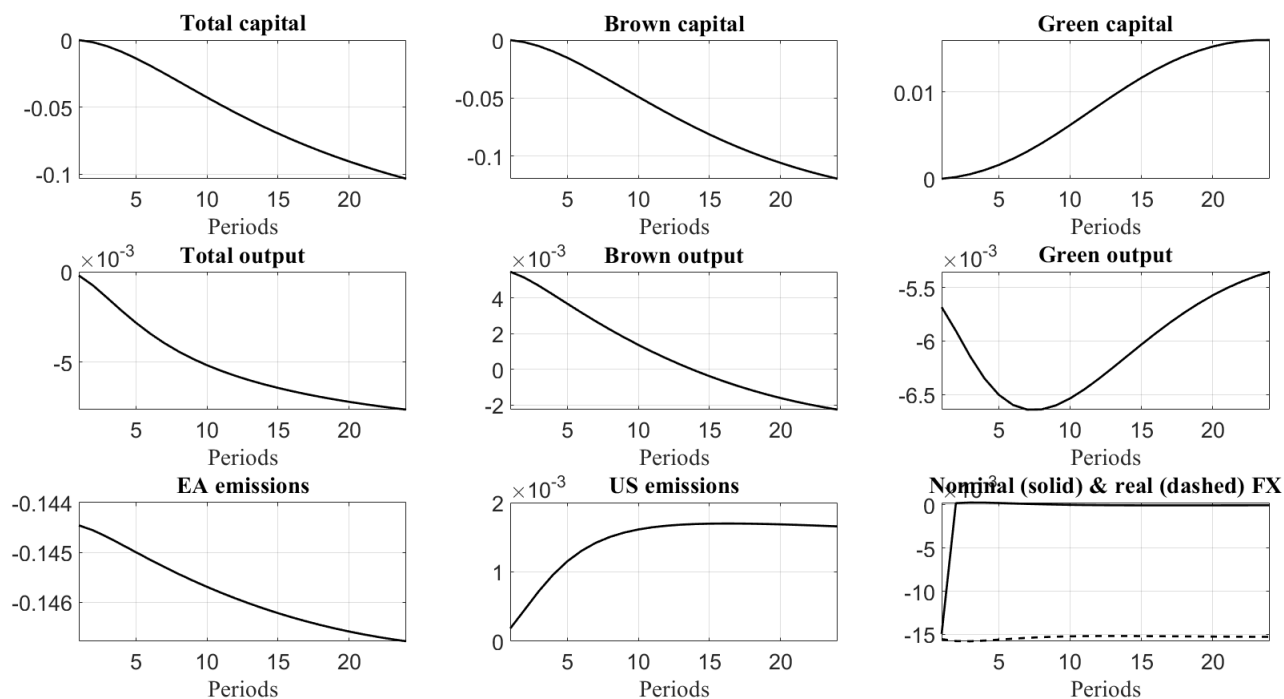 Total capital
0
-0.05
-0.1
5 10 15 20
Periods
Brown capital
0
-0.05
-0.1
5 10 15 20
Periods
Green capital
0.01
0
5 10 15 20
Periods
Total output
×10⁻³
0
-5
5 10 15 20
Periods
Brown output
×10⁻³
4
2
0
-2
5 10 15 20
Periods
Green output
×10⁻³
-5.5
-6
-6.5
5 10 15 20
Periods
EA emissions
-0.144
-0.145
-0.146
5 10 15 20
US emissions
×10⁻³
2
1
0
5 10 15 20
Nominal (solid) & real (dashed) FX
×10⁻³
0
-5
-10
-15
5 10 15 20